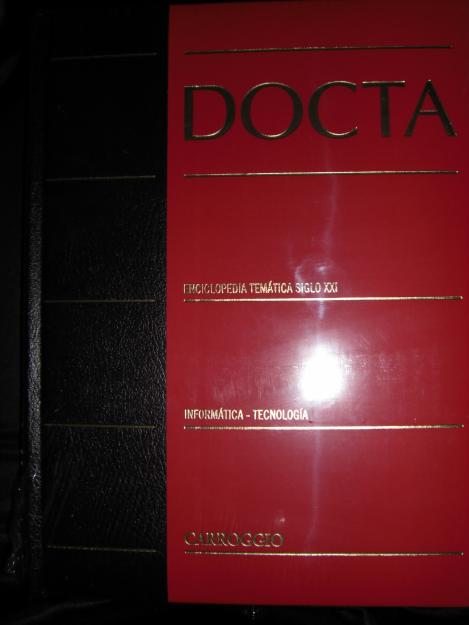 DOCTA
ENCICLOPEDIA TEMÁTICA SIGLO XXI
INFORMÁTICA - TECNOLOGÍA
CARROGGIO